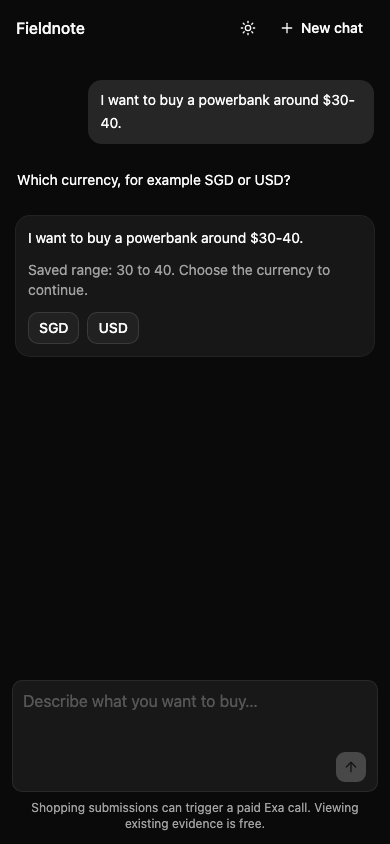 Fieldnote
New chat
I want to buy a powerbank around $30-
40.
Which currency, for example SGD or USD?
I want to buy a powerbank around $30-40.
Saved range: 30 to 40. Choose the currency to
continue.
SGD
USD
Describe what you want to buy...
Shopping submissions can trigger a paid Exa call. Viewing
existing evidence is free.